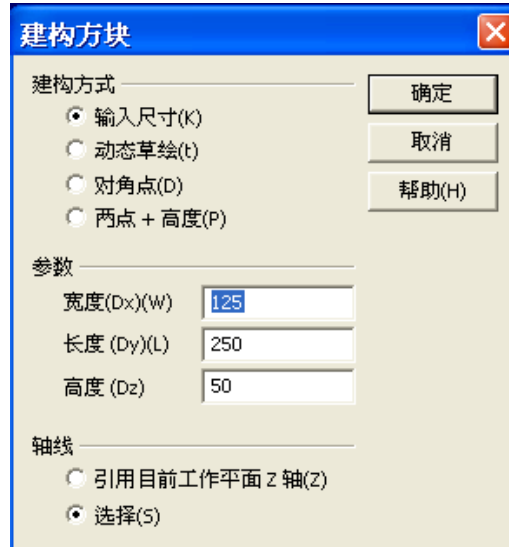 建构方块
建构方式
输入尺寸(K)
动态草绘(t)
对角点(D)
两点 + 高度(P)
确定
取消
帮助(H)
参数
宽度(Dx)(W) 125
长度 (Dy)(L) 250
高度 (Dz) 50
轴线
引用目前工作平面 Z 轴(Z)
选择(S)